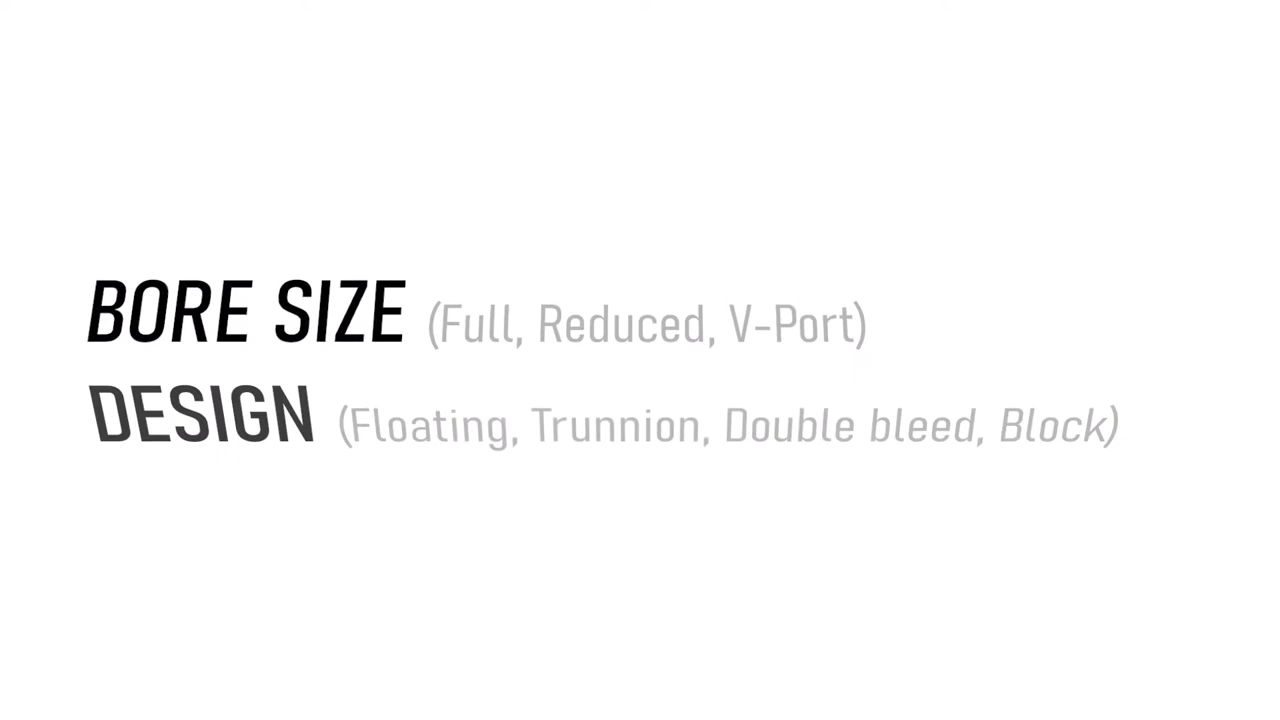 BORE SIZE (Full, Reduced, V-Port)
DESIGN (Floating, Trunnion, Double bleed, Block)